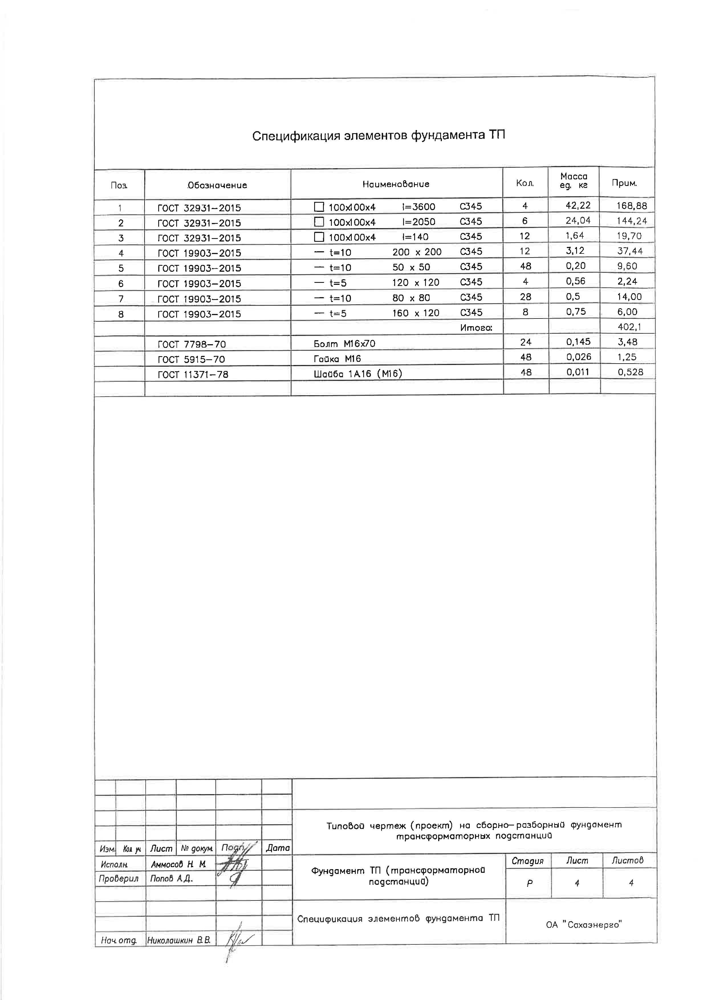 Спецификация элементов фундамента ТП
Поз. Обозначение Наименование Кол. Масса ед. кг Прим.
1 ГОСТ 32931-2015 □ 100х100х4 l=3600 С345 4 42,22 168,88
2 ГОСТ 32931-2015 □ 100х100х4 l=2050 С345 6 24,04 144,24
3 ГОСТ 32931-2015 □ 100х100х4 l=140 С345 12 1,64 19,70
4 ГОСТ 19903-2015 — t=10 200 х 200 С345 12 3,12 37,44
5 ГОСТ 19903-2015 — t=10 50 х 50 С345 48 0,20 9,60
6 ГОСТ 19903-2015 — t=5 120 х 120 С345 4 0,56 2,24
7 ГОСТ 19903-2015 — t=10 80 х 80 С345 28 0,5 14,00
8 ГОСТ 19903-2015 — t=5 160 х 120 С345 8 0,75 6,00
Итого: 402,1
ГОСТ 7798-70 Болт М16х70 24 0,145 3,48
ГОСТ 5915-70 Гайка М16 48 0,026 1,25
ГОСТ 11371-78 Шайба 1А16 (М16) 48 0,011 0,528
Типовой чертеж (проект) на сборно-разборный фундамент
трансформаторных подстанций
Изм. Кол уч Лист № докум. Подп. Дата
Исполн. Аммосов Н. М.
Проверил Попов А.Д.
Фундамент ТП (трансформаторной
подстанций)
Стадия Лист Листов
Р 4 4
Спецификация элементов фундамента ТП
ОА "Сахаэнерго"
Нач. отд. Николашкин В.В.